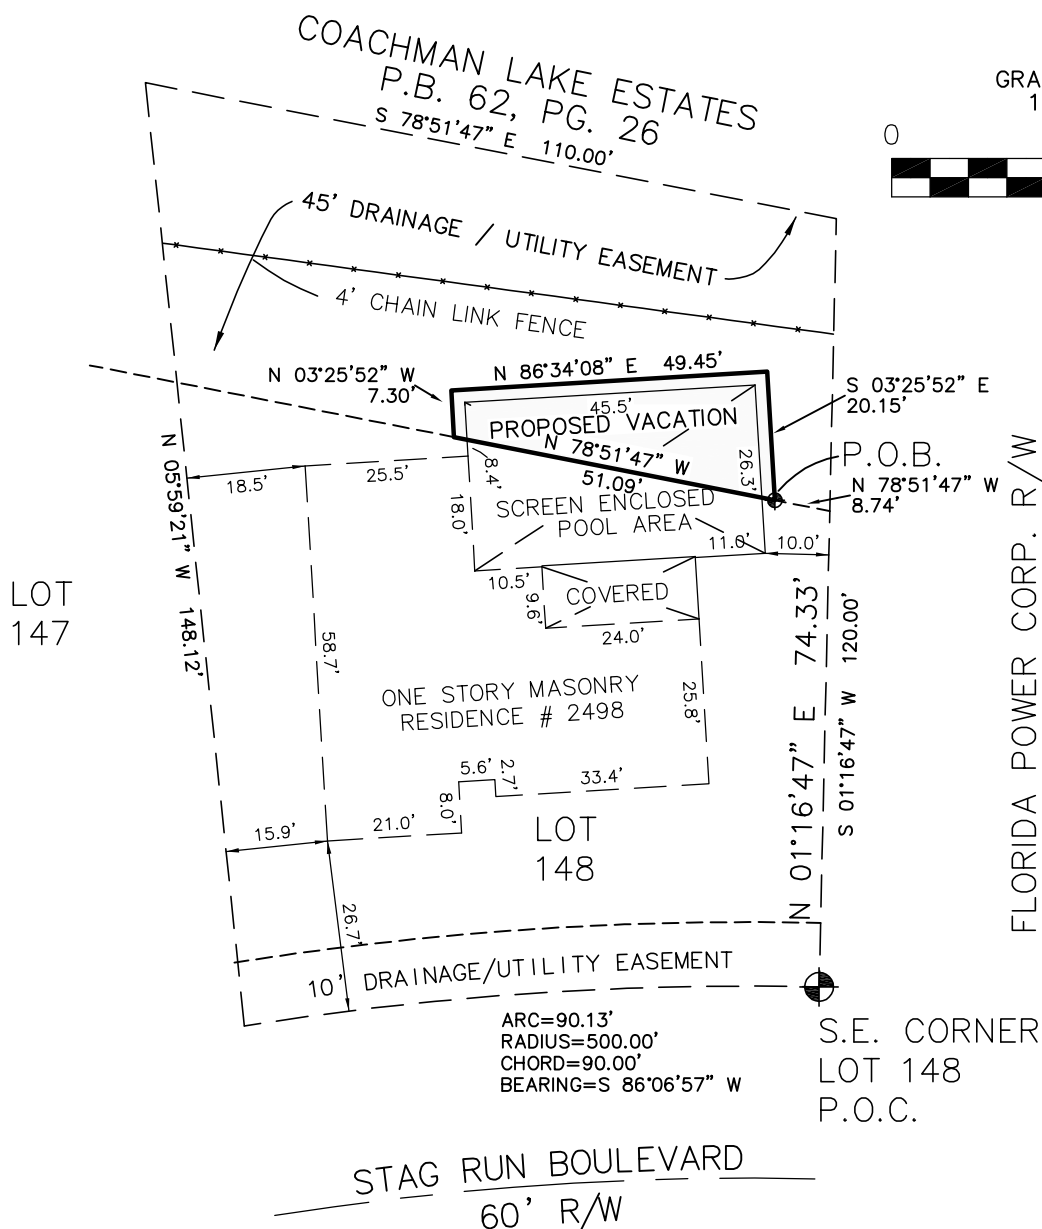 COACHMAN LAKE ESTATES
P.B. 62, PG. 26
S 78°51'47" E 110.00'
GRA
1
0
45' DRAINAGE / UTILITY EASEMENT
4' CHAIN LINK FENCE
N 03°25'52" W
7.30'
N 86°34'08" E 49.45'
S 03°25'52" E
20.15'
45.5'
PROPOSED VACATION
N 78°51'47" W
51.09'
P.O.B.
N 78°51'47" W
8.74'
26.3'
8.4'
18.0'
25.5'
18.5'
SCREEN ENCLOSED
POOL AREA
11.0'
10.0'
10.5'
9.6'
COVERED
24.0'
N 05°59'21" W 148.12'
LOT
147
58.7'
ONE STORY MASONRY
RESIDENCE # 2498
25.8'
N 01°16'47" E 74.33'
S 01°16'47" W 120.00'
FLORIDA POWER CORP. R/W
5.6'
2.7'
33.4'
8.0'
21.0'
15.9'
LOT
148
26.7'
10' DRAINAGE/UTILITY EASEMENT
ARC=90.13'
RADIUS=500.00'
CHORD=90.00'
BEARING=S 86°06'57" W
S.E. CORNER
LOT 148
P.O.C.
STAG RUN BOULEVARD
60' R/W